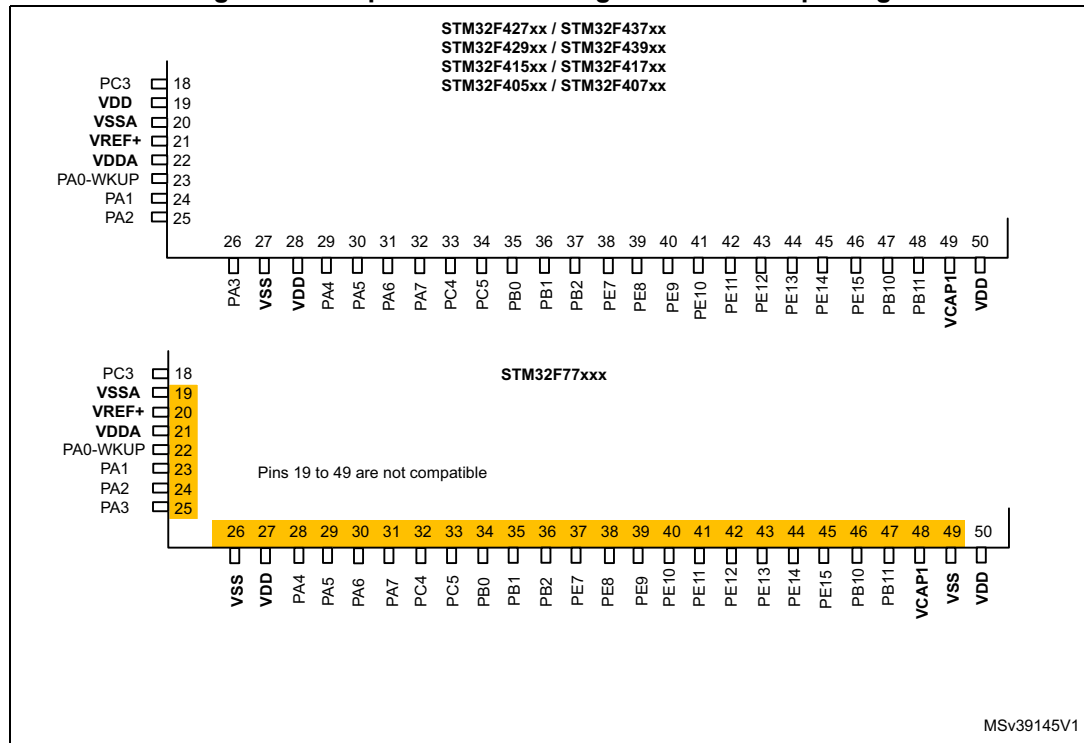 STM32F427xx / STM32F437xx
STM32F429xx / STM32F439xx
STM32F415xx / STM32F417xx
STM32F405xx / STM32F407xx
PC3 18
VDD 19
VSSA 20
VREF+ 21
VDDA 22
PA0-WKUP 23
PA1 24
PA2 25
26 27 28 29 30 31 32 33 34 35 36 37 38 39 40 41 42 43 44 45 46 47 48 49 50
PA3 VSS VDD PA4 PA5 PA6 PA7 PC4 PC5 PB0 PB1 PB2 PE7 PE8 PE9 PE10 PE11 PE12 PE13 PE14 PE15 PB10 PB11 VCAP1 VDD
STM32F77xxx
PC3 18
VSSA 19
VREF+ 20
VDDA 21
PA0-WKUP 22
PA1 23
PA2 24
PA3 25
Pins 19 to 49 are not compatible
26 27 28 29 30 31 32 33 34 35 36 37 38 39 40 41 42 43 44 45 46 47 48 49 50
VSS VDD PA4 PA5 PA6 PA7 PC4 PC5 PB0 PB1 PB2 PE7 PE8 PE9 PE10 PE11 PE12 PE13 PE14 PE15 PB10 PB11 VCAP1 VSS VDD
MSv39145V1